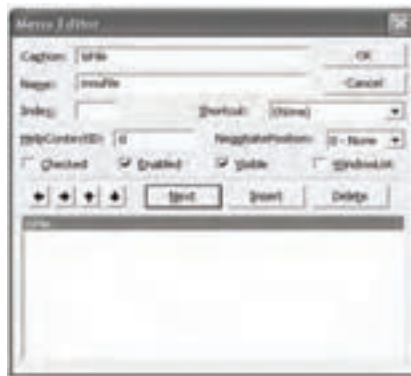 Menu Editor
Caption: &File OK
Name: mnuFile Cancel
Index: Shortcut: (None)
HelpContextID: 0 NegotiatePosition: 0 - None
Checked Enabled Visible WindowList
Next Insert Delete
&File